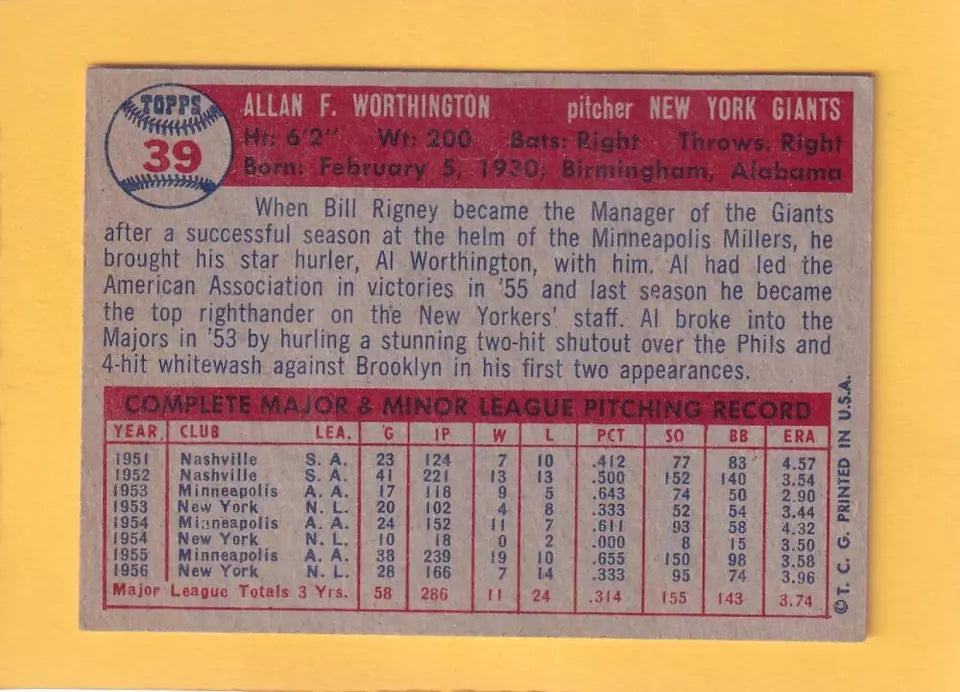 TOPPS
39
ALLAN F. WORTHINGTON pitcher NEW YORK GIANTS
Ht: 6'2" Wt: 200 Bats: Right Throws: Right
Born: February 5, 1930; Birmingham, Alabama
When Bill Rigney became the Manager of the Giants
after a successful season at the helm of the Minneapolis Millers, he
brought his star hurler, Al Worthington, with him. Al had led the
American Association in victories in '55 and last season he became
the top righthander on the New Yorkers' staff. Al broke into the
Majors in '53 by hurling a stunning two-hit shutout over the Phils and
4-hit whitewash against Brooklyn in his first two appearances.
COMPLETE MAJOR & MINOR LEAGUE PITCHING RECORD
YEAR CLUB LEA. G IP W L PCT SO BB ERA
1951 Nashville S. A. 23 124 7 10 .412 77 83 4.57
1952 Nashville S. A. 41 221 13 13 .500 152 140 3.54
1953 Minneapolis A. A. 17 118 9 5 .643 74 50 2.90
1953 New York N. L. 20 102 4 8 .333 52 54 3.44
1954 Minneapolis A. A. 24 152 11 7 .611 93 58 4.32
1954 New York N. L. 10 18 0 2 .000 8 15 3.50
1955 Minneapolis A. A. 38 239 19 10 .655 150 98 3.58
1956 New York N. L. 28 166 7 14 .333 95 74 3.96
Major League Totals 3 Yrs. 58 286 11 24 .314 155 143 3.74
© T. C. G. PRINTED IN U.S.A.